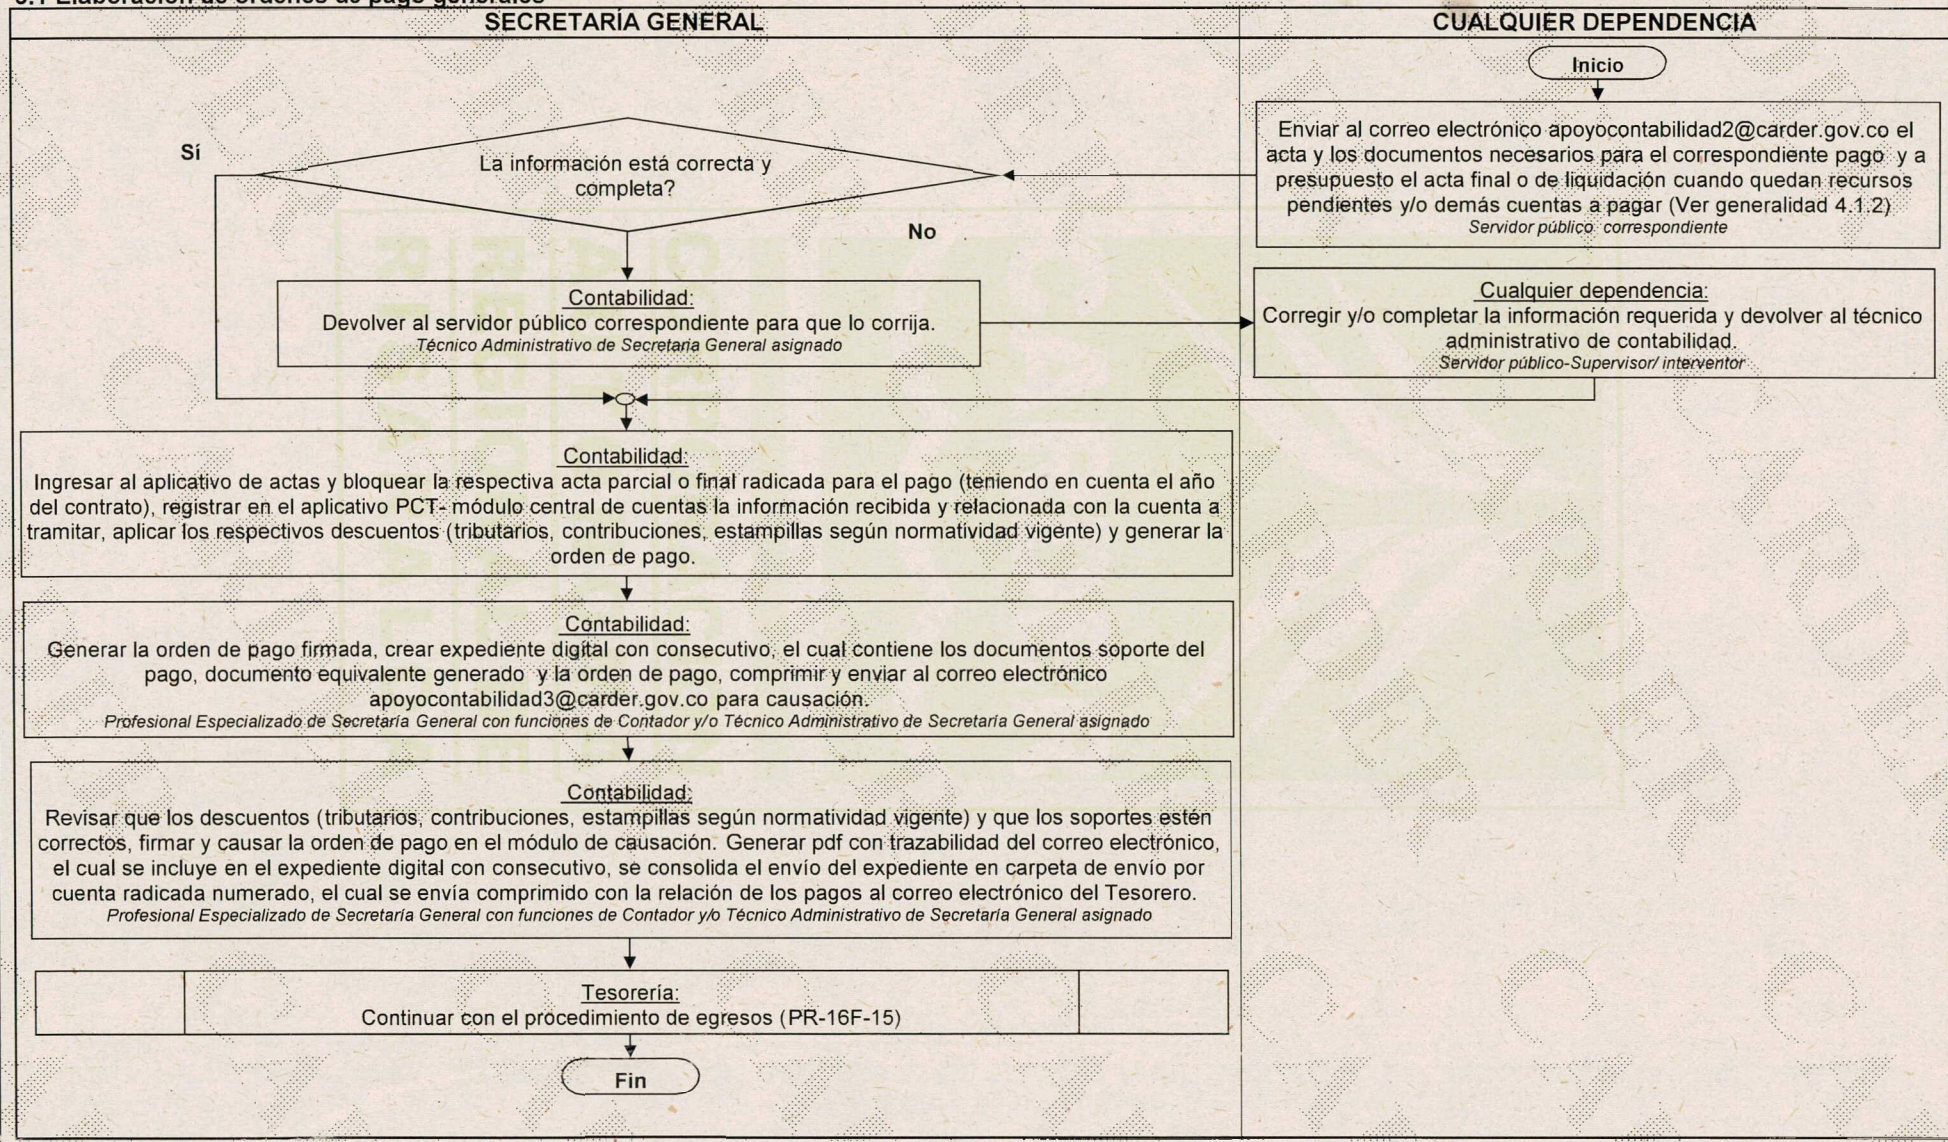 Elaboración de órdenes de pago generales
SECRETARÍA GENERAL
CUALQUIER DEPENDENCIA
Inicio
Enviar al correo electrónico apoyocontabilidad2@carder.gov.co el
acta y los documentos necesarios para el correspondiente pago y a
presupuesto el acta final o de liquidación cuando quedan recursos
pendientes y/o demás cuentas a pagar (Ver generalidad 4.1.2)
Servidor público correspondiente
La información está correcta y
completa?
Sí
No
Contabilidad:
Devolver al servidor público correspondiente para que lo corrija.
Técnico Administrativo de Secretaria General asignado
Cualquier dependencia:
Corregir y/o completar la información requerida y devolver al técnico
administrativo de contabilidad.
Servidor público-Supervisor/ interventor
Contabilidad:
Ingresar al aplicativo de actas y bloquear la respectiva acta parcial o final radicada para el pago (teniendo en cuenta el año
del contrato), registrar en el aplicativo PCT- módulo central de cuentas la información recibida y relacionada con la cuenta a
tramitar, aplicar los respectivos descuentos (tributarios, contribuciones, estampillas según normatividad vigente) y generar la
orden de pago.
Contabilidad:
Generar la orden de pago firmada, crear expediente digital con consecutivo, el cual contiene los documentos soporte del
pago, documento equivalente generado y la orden de pago, comprimir y enviar al correo electrónico
apoyocontabilidad3@carder.gov.co para causación.
Profesional Especializado de Secretaría General con funciones de Contador y/o Técnico Administrativo de Secretaría General asignado
Contabilidad:
Revisar que los descuentos (tributarios, contribuciones, estampillas según normatividad vigente) y que los soportes estén
correctos, firmar y causar la orden de pago en el módulo de causación. Generar pdf con trazabilidad del correo electrónico,
el cual se incluye en el expediente digital con consecutivo, se consolida el envío del expediente en carpeta de envío por
cuenta radicada numerado, el cual se envía comprimido con la relación de los pagos al correo electrónico del Tesorero.
Profesional Especializado de Secretaría General con funciones de Contador y/o Técnico Administrativo de Secretaría General asignado
Tesorería:
Continuar con el procedimiento de egresos (PR-16F-15)
Fin